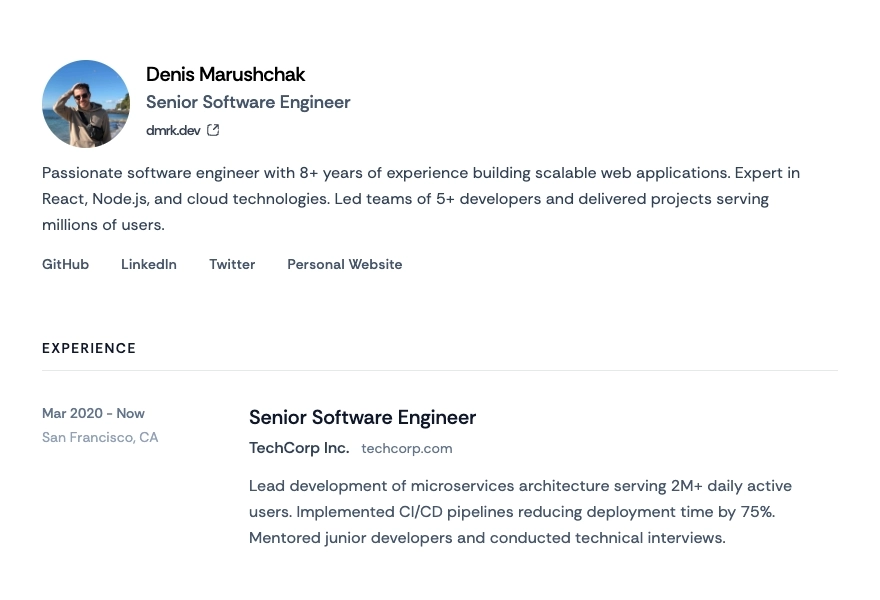 Denis Marushchak
Senior Software Engineer
dmrk.dev
Passionate software engineer with 8+ years of experience building scalable web applications. Expert in
React, Node.js, and cloud technologies. Led teams of 5+ developers and delivered projects serving
millions of users.
GitHub LinkedIn Twitter Personal Website
EXPERIENCE
Mar 2020 - Now
San Francisco, CA
Senior Software Engineer
TechCorp Inc. techcorp.com
Lead development of microservices architecture serving 2M+ daily active
users. Implemented CI/CD pipelines reducing deployment time by 75%.
Mentored junior developers and conducted technical interviews.